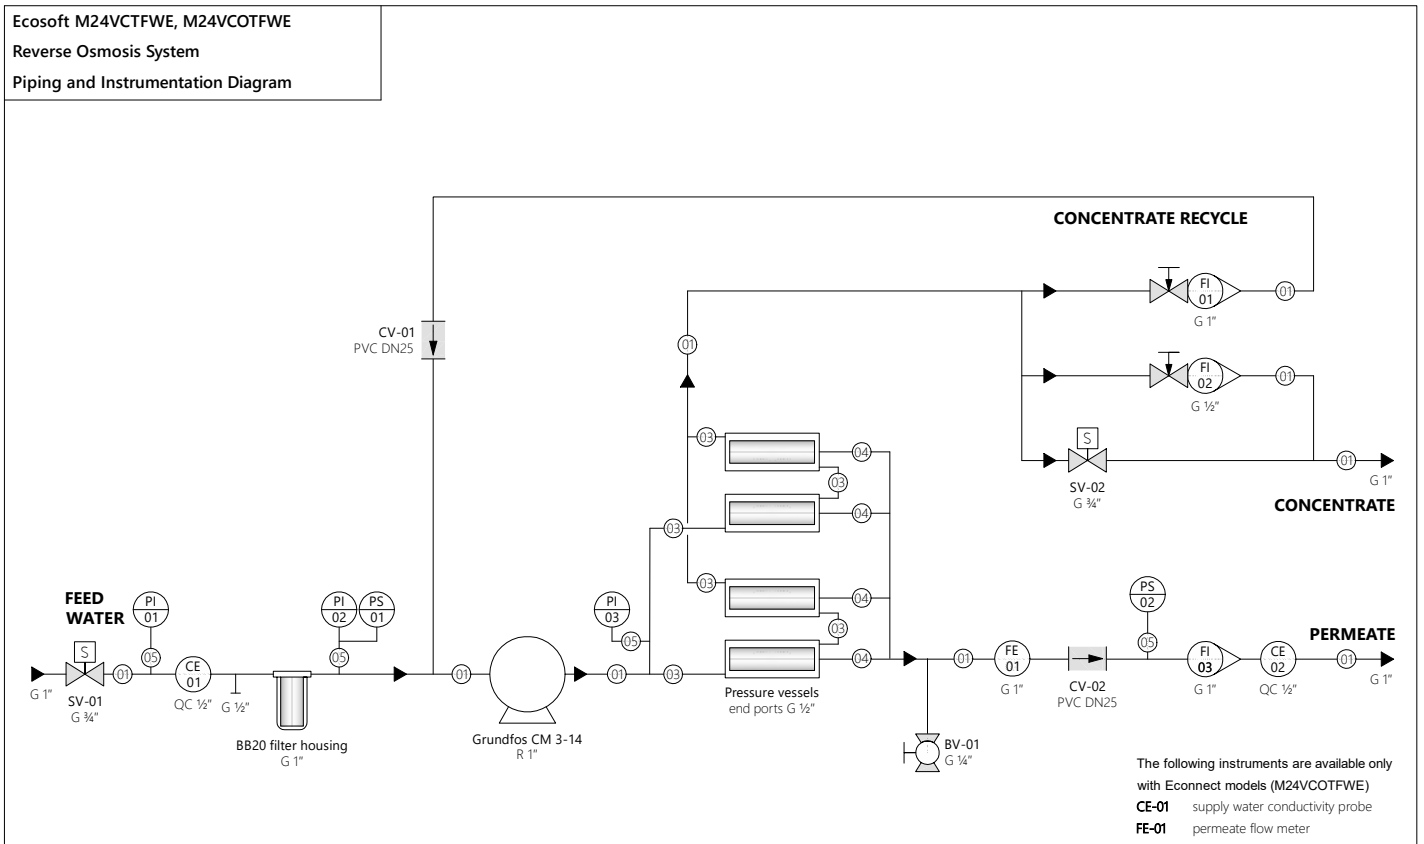 Ecosoft M24VCTFWE, M24VCOTFWE
Reverse Osmosis System
Piping and Instrumentation Diagram
CONCENTRATE RECYCLE
FI
01
01
G 1"
CV-01
PVC DN25
01
FI
02
01
G ½"
03
04
03
S
SV-02
G ¾"
01
G 1"
CONCENTRATE
04
03
03
04
03
04
03
FEED
WATER
PI
01
PI
02
PS
01
PI
03
PS
02
PERMEATE
S
G 1"
SV-01
G ¾"
01
05
CE
01
QC ½"
G ½"
BB20 filter housing
G 1"
05
01
Grundfos CM 3-14
R 1"
01
05
Pressure vessels
end ports G ½"
01
FE
01
G 1"
CV-02
PVC DN25
05
FI
03
G 1"
CE
02
QC ½"
01
G 1"
BV-01
G ¼"
The following instruments are available only
with Econnect models (M24VCOTFWE)
CE-01 supply water conductivity probe
FE-01 permeate flow meter